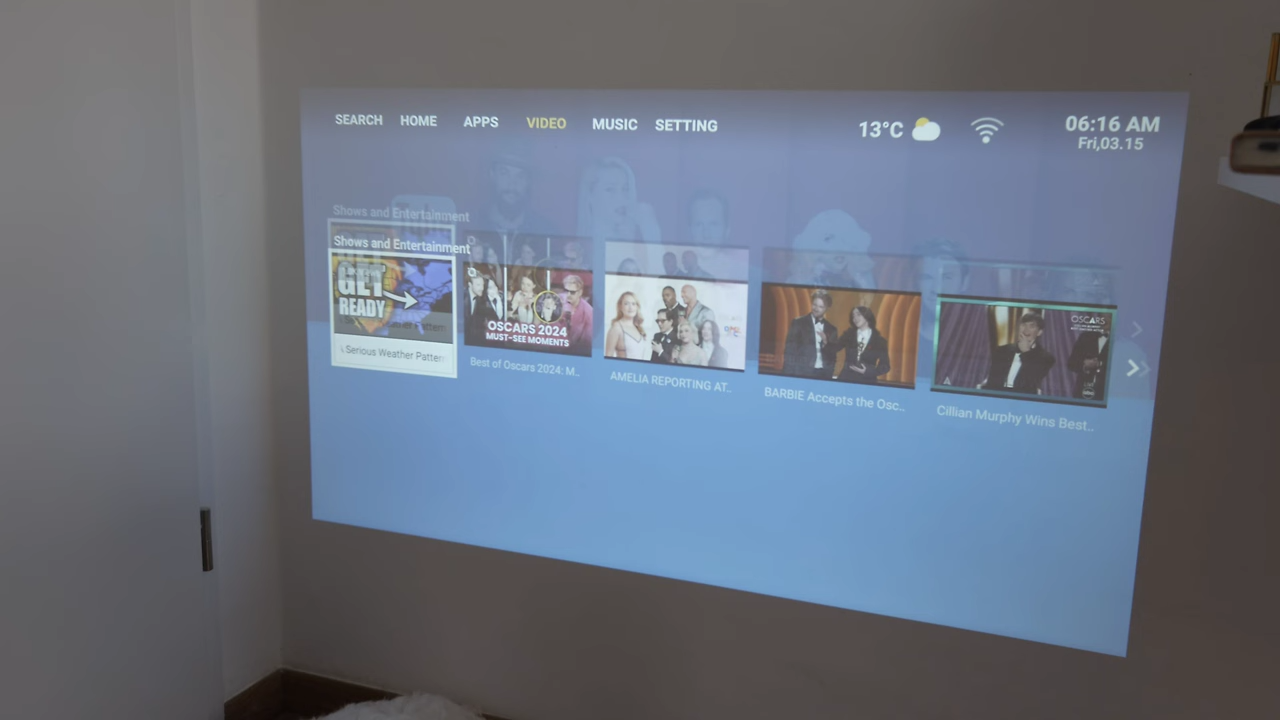 SEARCH HOME APPS VIDEO MUSIC SETTING 13°C 06:16 AM
Fri,03.15
Shows and Entertainment
Shows and Entertainment
GET
READY
Serious Weather Pattern
OSCARS 2024
MUST-SEE MOMENTS
Best of Oscars 2024: M..
AMELIA REPORTING AT..
BARBIE Accepts the Osc..
OSCARS
Cillian Murphy Wins Best..